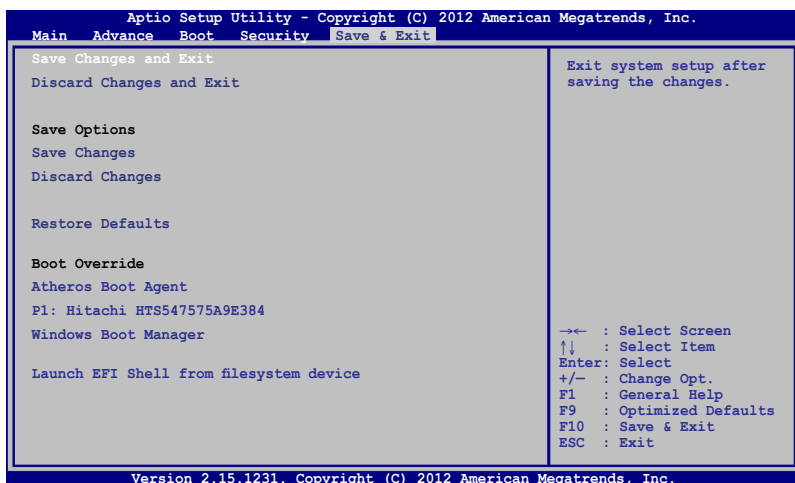 Aptio Setup Utility - Copyright (C) 2012 American Megatrends, Inc.
Main Advance Boot Security Save & Exit
Save Changes and Exit
Discard Changes and Exit
Save Options
Save Changes
Discard Changes
Restore Defaults
Boot Override
Atheros Boot Agent
P1: Hitachi HTS547575A9E384
Windows Boot Manager
Launch EFI Shell from filesystem device
Exit system setup after
saving the changes.
→← : Select Screen
↑↓ : Select Item
Enter: Select
+/— : Change Opt.
F1 : General Help
F9 : Optimized Defaults
F10 : Save & Exit
ESC : Exit
Version 2.15.1231. Copyright (C) 2012 American Megatrends, Inc.